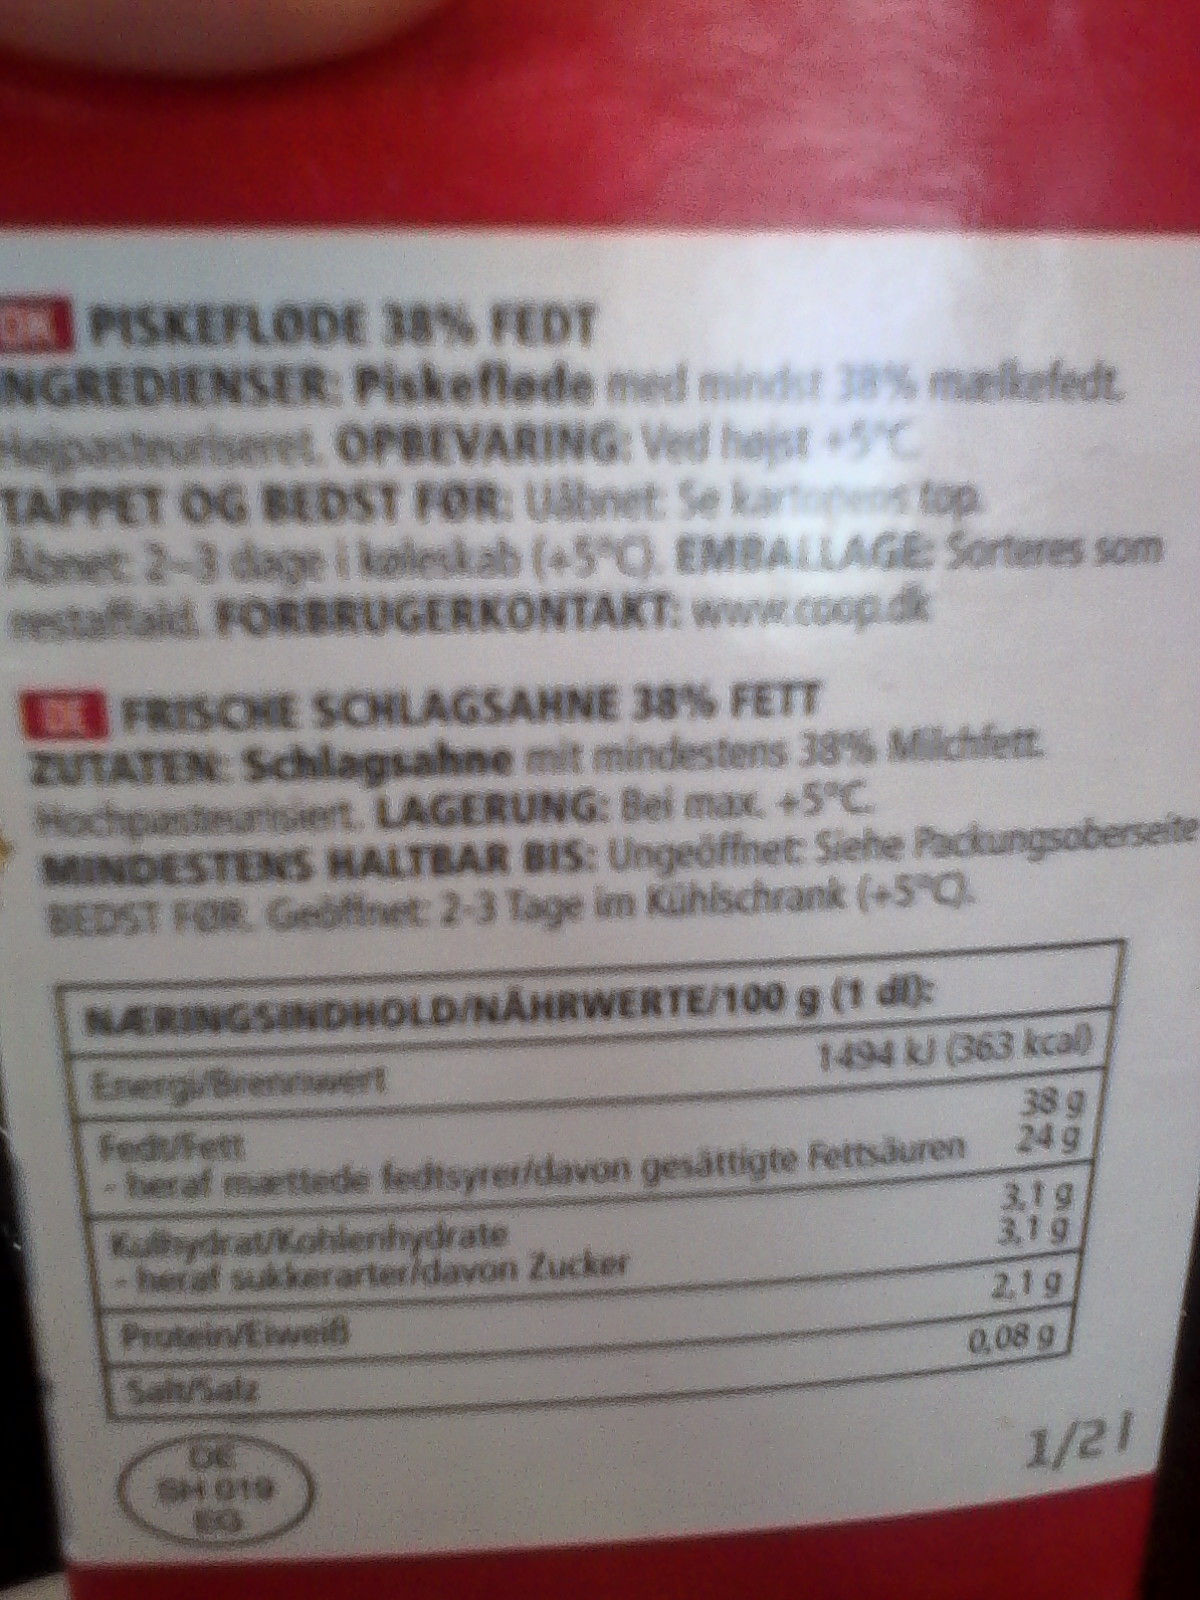 DK PISKEFLØDE 38% FEDT
INGREDIENSER: Piskefløde med mindst 38% mælkefedt.
Højpasteuriseret. OPBEVARING: Ved højst +5°C
TAPPET OG BEDST FØR: Uåbnet: Se kartonens top.
Åbnet: 2-3 dage i køleskab (+5°C). EMBALLAGE: Sorteres som
restaffald. FORBRUGERKONTAKT: www.coop.dk
DE FRISCHE SCHLAGSAHNE 38% FETT
ZUTATEN: Schlagsahne mit mindestens 38% Milchfett.
Hochpasteurisiert. LAGERUNG: Bei max. +5°C.
MINDESTENS HALTBAR BIS: Ungeöffnet: Siehe Packungsoberseite
BEDST FØR. Geöffnet: 2-3 Tage im Kühlschrank (+5°C).
NÆRINGSINDHOLD/NÄHRWERTE/100 g (1 dl):
Energi/Brennwert 1494 kJ (363 kcal)
Fedt/Fett 38 g
- heraf mættede fedtsyrer/davon gesättigte Fettsäuren 24 g
Kulhydrat/Kohlenhydrate 3,1 g
- heraf sukkerarter/davon Zucker 3,1 g
Protein/Eiweiß 2,1 g
Salt/Salz 0,08 g
DE
SH 019
EG
1/2 l